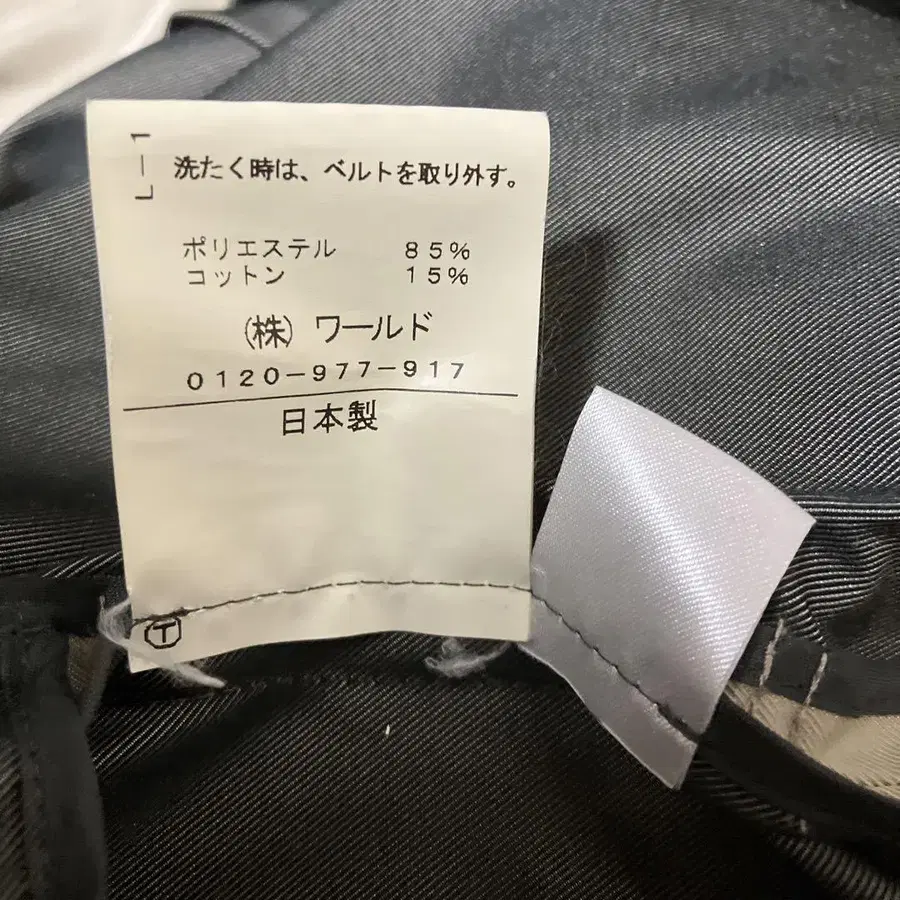 L-1
洗たく時は、ベルトを取り外す。
ポリエステル 85%
コットン 15%
(株) ワールド
0120-977-917
日本製
T